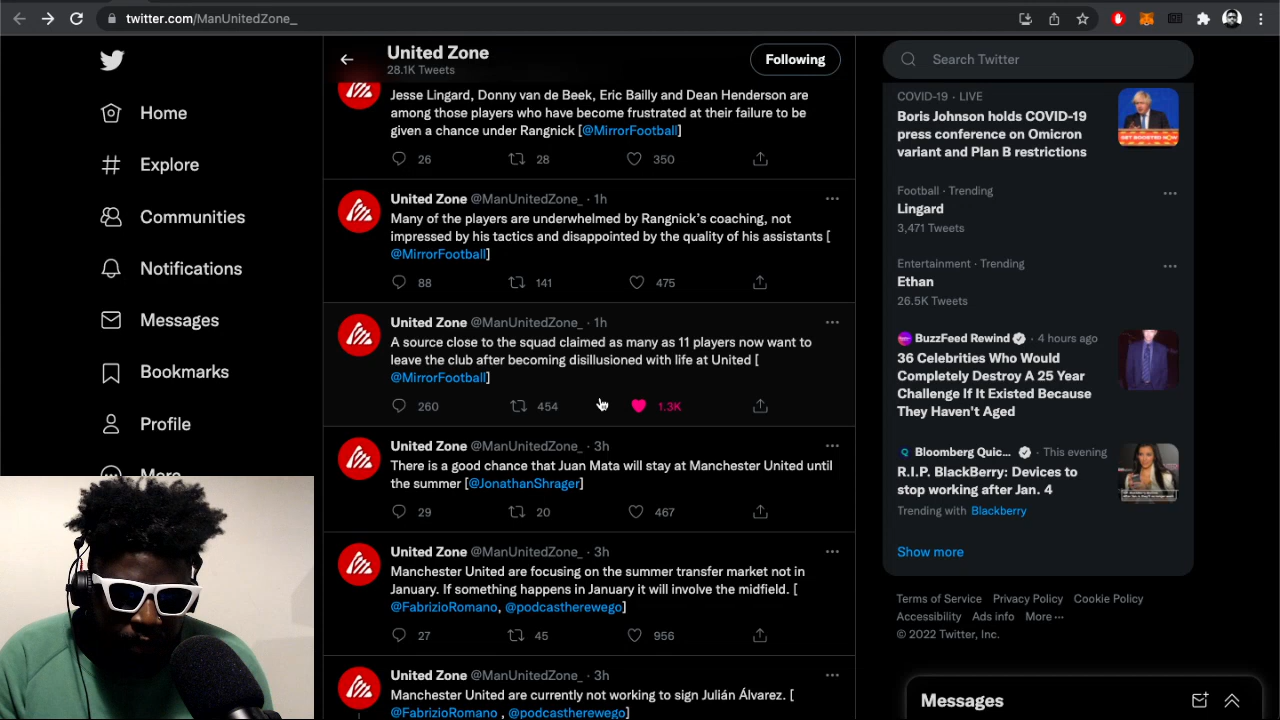 twitter.com/ManUnitedZone_
United Zone
28.1K Tweets
Following
Search Twitter
Home
Explore
Communities
Notifications
Messages
Bookmarks
Profile
More
Jesse Lingard, Donny van de Beek, Eric Bailly and Dean Henderson are
among those players who have become frustrated at their failure to be
given a chance under Rangnick [@MirrorFootball]
26 28 350
United Zone @ManUnitedZone_ · 1h
Many of the players are underwhelmed by Rangnick's coaching, not
impressed by his tactics and disappointed by the quality of his assistants [
@MirrorFootball]
88 141 475
United Zone @ManUnitedZone_ · 1h
A source close to the squad claimed as many as 11 players now want to
leave the club after becoming disillusioned with life at United [
@MirrorFootball]
260 454 1.3K
United Zone @ManUnitedZone_ · 3h
There is a good chance that Juan Mata will stay at Manchester United until
the summer [@JonathanShrager]
29 20 467
United Zone @ManUnitedZone_ · 3h
Manchester United are focusing on the summer transfer market not in
January. If something happens in January it will involve the midfield. [
@FabrizioRomano, @podcastherewego]
27 45 956
United Zone @ManUnitedZone_ · 3h
Manchester United are currently not working to sign Julián Álvarez. [
@FabrizioRomano , @podcastherewego]
COVID-19 · LIVE
Boris Johnson holds COVID-19
press conference on Omicron
variant and Plan B restrictions
Football · Trending
Lingard
3,471 Tweets
Entertainment · Trending
Ethan
26.5K Tweets
BuzzFeed Rewind · 4 hours ago
36 Celebrities Who Would
Completely Destroy A 25 Year
Challenge If It Existed Because
They Haven't Aged
Bloomberg Quic... · This evening
R.I.P. BlackBerry: Devices to
stop working after Jan. 4
Trending with Blackberry
Show more
Terms of Service Privacy Policy Cookie Policy
Accessibility Ads info More ···
© 2022 Twitter, Inc.
Messages